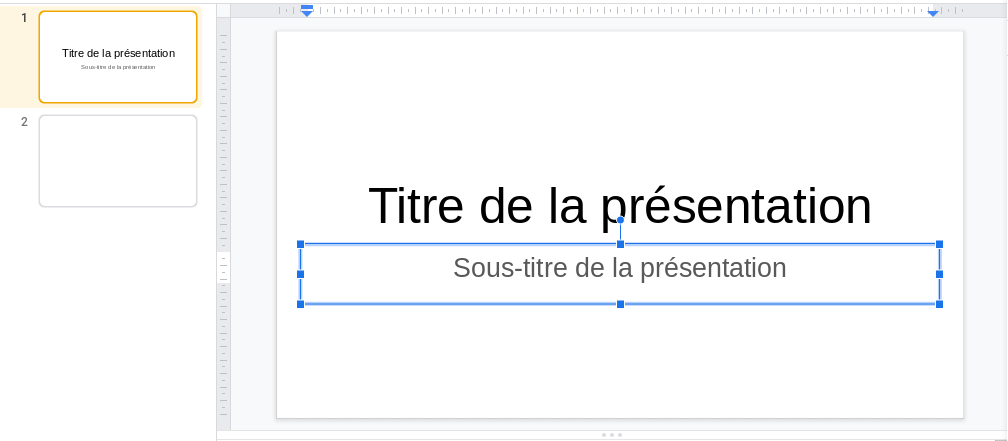 1
Titre de la présentation
Sous-titre de la présentation
2
Titre de la présentation
Sous-titre de la présentation